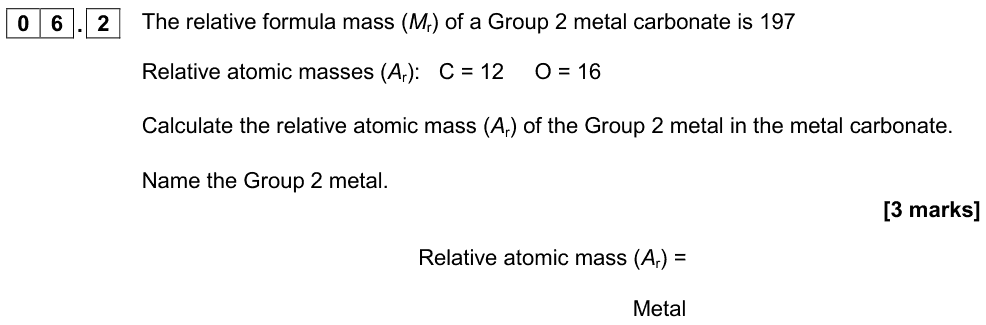 0 6 . 2 The relative formula mass (Mr) of a Group 2 metal carbonate is 197
Relative atomic masses (Ar): C = 12 O = 16
Calculate the relative atomic mass (Ar) of the Group 2 metal in the metal carbonate.
Name the Group 2 metal.
[3 marks]
Relative atomic mass (Ar) =
Metal